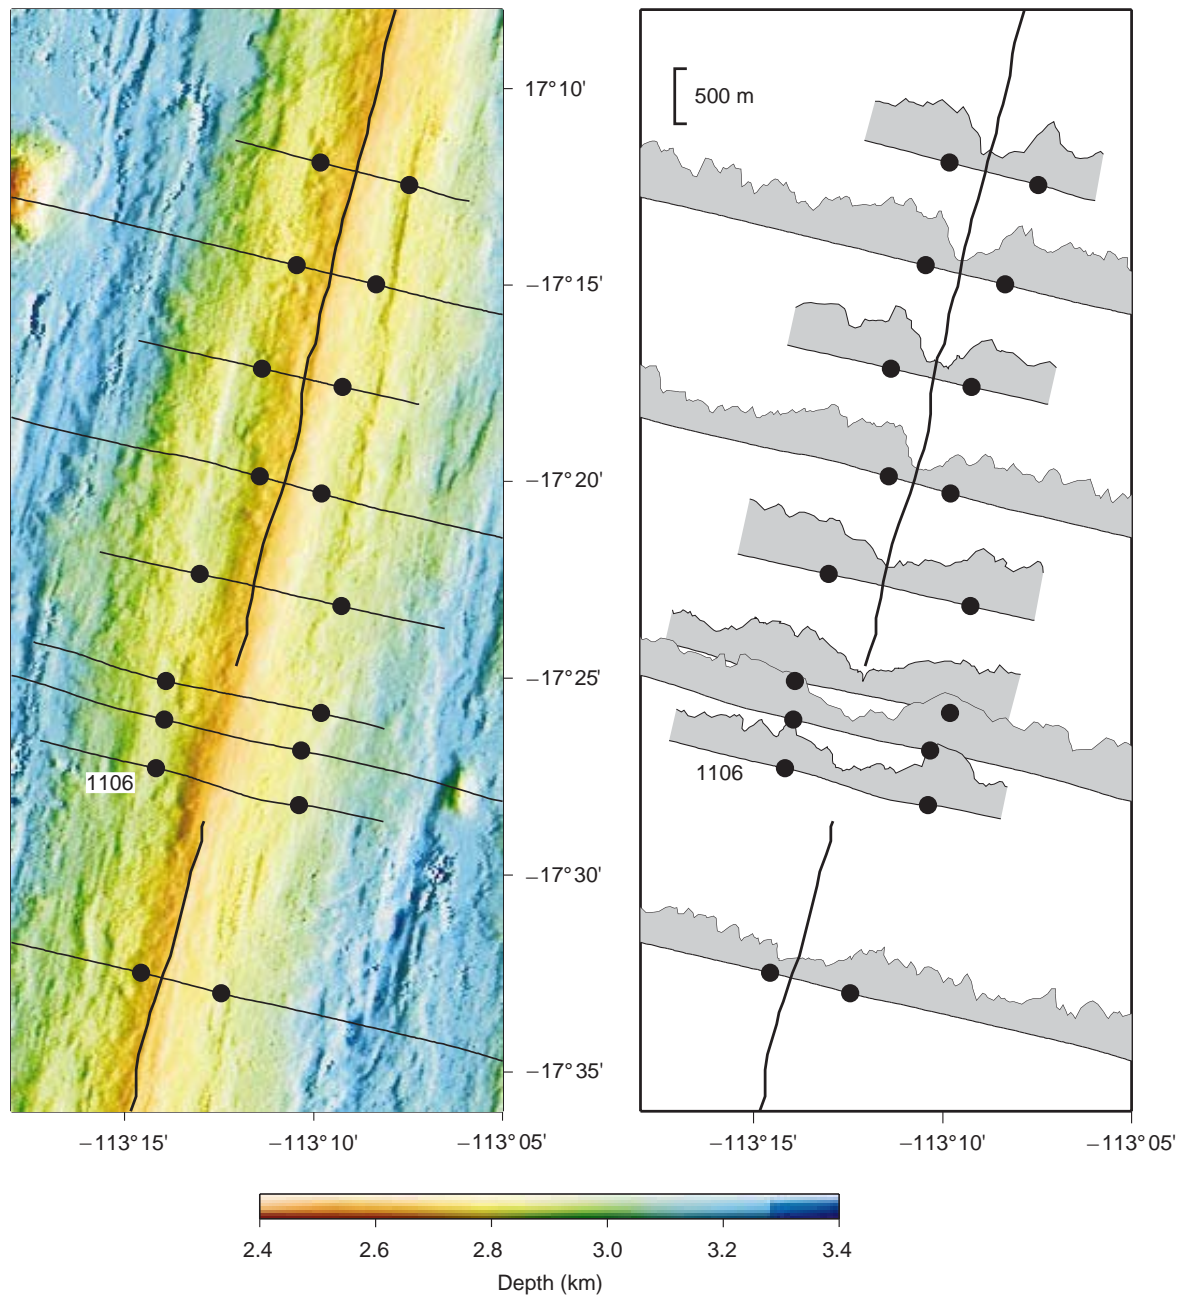 17°10'
500 m
–17°15'
–17°20'
–17°25'
1106
1106
–17°30'
–17°35'
–113°15' –113°10' –113°05' –113°15' –113°10' –113°05'
2.4 2.6 2.8 3.0 3.2 3.4
Depth (km)